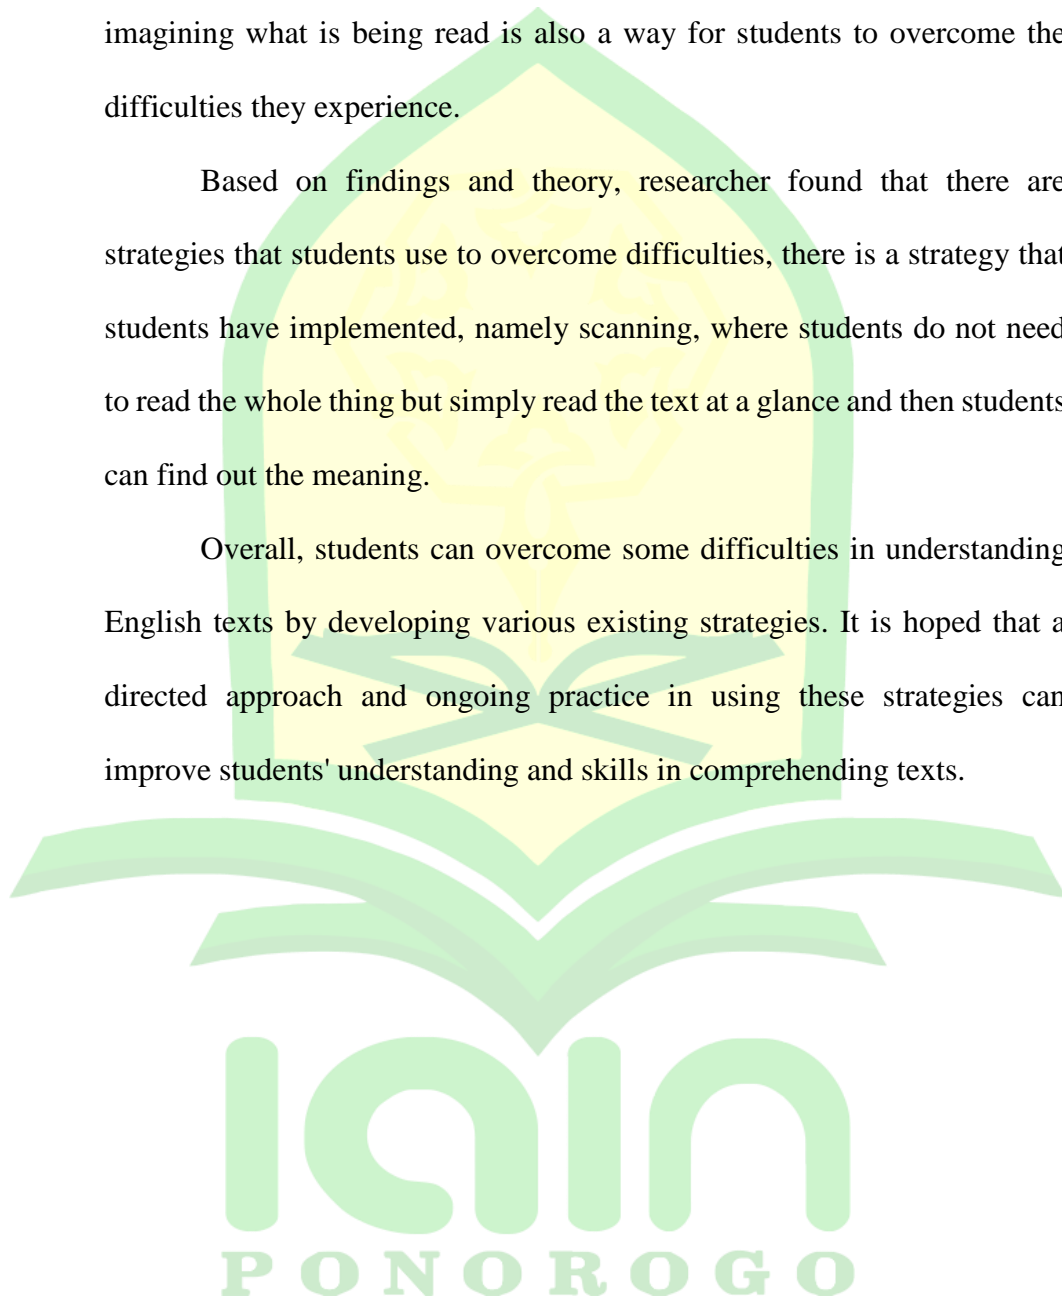 imagining what is being read is also a way for students to overcome the
difficulties they experience.
Based on findings and theory, researcher found that there are
strategies that students use to overcome difficulties, there is a strategy that
students have implemented, namely scanning, where students do not need
to read the whole thing but simply read the text at a glance and then students
can find out the meaning.
Overall, students can overcome some difficulties in understanding
English texts by developing various existing strategies. It is hoped that a
directed approach and ongoing practice in using these strategies can
improve students' understanding and skills in comprehending texts.
iain
PONOROGO